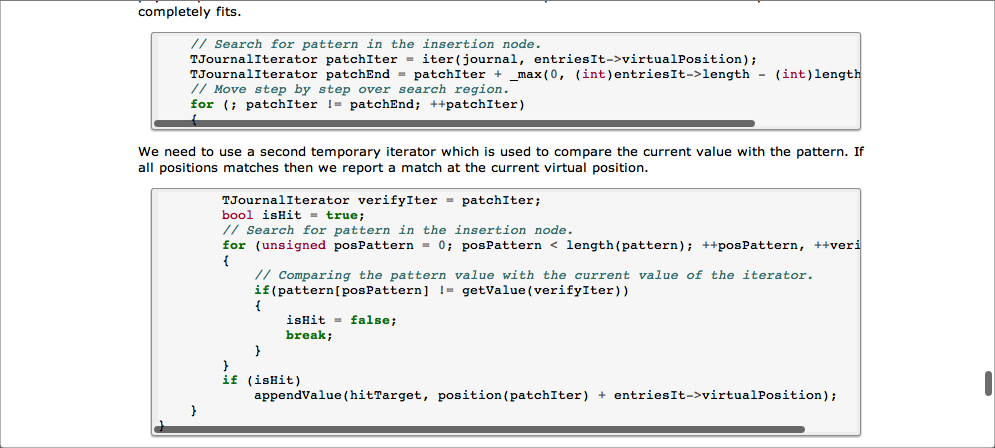 completely fits.
// Search for pattern in the insertion node.
TJournalIterator patchIter = iter(journal, entriesIt->virtualPosition);
TJournalIterator patchEnd = patchIter + _max(0, (int)entriesIt->length - (int)length
// Move step by step over search region.
for (; patchIter != patchEnd; ++patchIter)
{
We need to use a second temporary iterator which is used to compare the current value with the pattern. If
all positions matches then we report a match at the current virtual position.
TJournalIterator verifyIter = patchIter;
bool isHit = true;
// Search for pattern in the insertion node.
for (unsigned posPattern = 0; posPattern < length(pattern); ++posPattern, ++veri
{
// Comparing the pattern value with the current value of the iterator.
if(pattern[posPattern] != getValue(verifyIter))
{
isHit = false;
break;
}
}
if (isHit)
appendValue(hitTarget, position(patchIter) + entriesIt->virtualPosition);
}
}